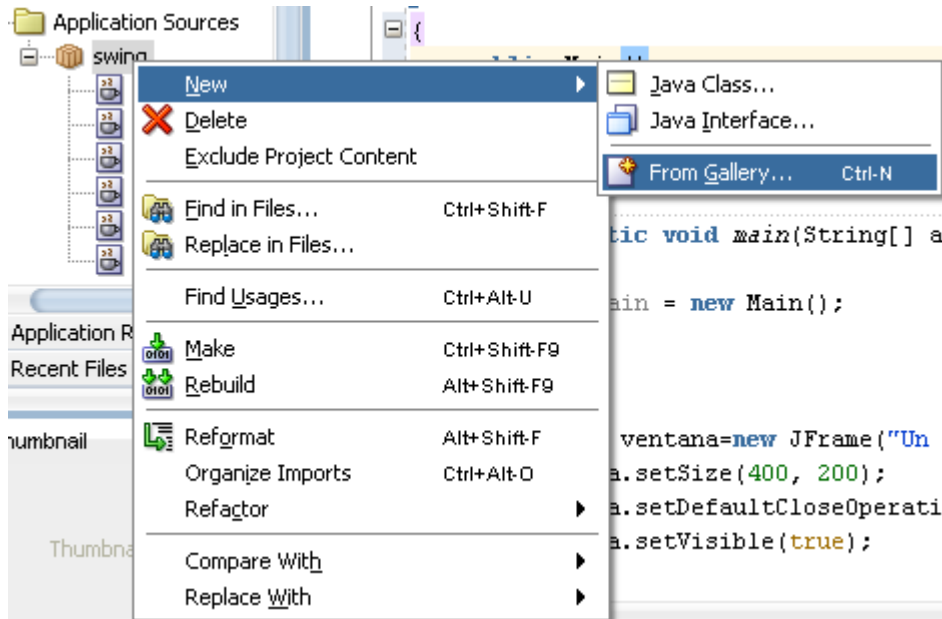 Application Sources
{
swing
New
Java Class...
Delete
Java Interface...
Exclude Project Content
From Gallery... Ctrl-N
Find in Files... Ctrl+Shift-F
tic void main(String[] a
Replace in Files...
Find Usages... Ctrl+Alt-U
ain = new Main();
Application R
Make Ctrl+Shift-F9
Recent Files
Rebuild Alt+Shift-F9
humbnail
Reformat Alt+Shift-F
ventana=new JFrame("Un
Organize Imports Ctrl+Alt-O
a.setSize(400, 200);
Refactor
a.setDefaultCloseOperati
Thumbna
a.setVisible(true);
Compare With
Replace With